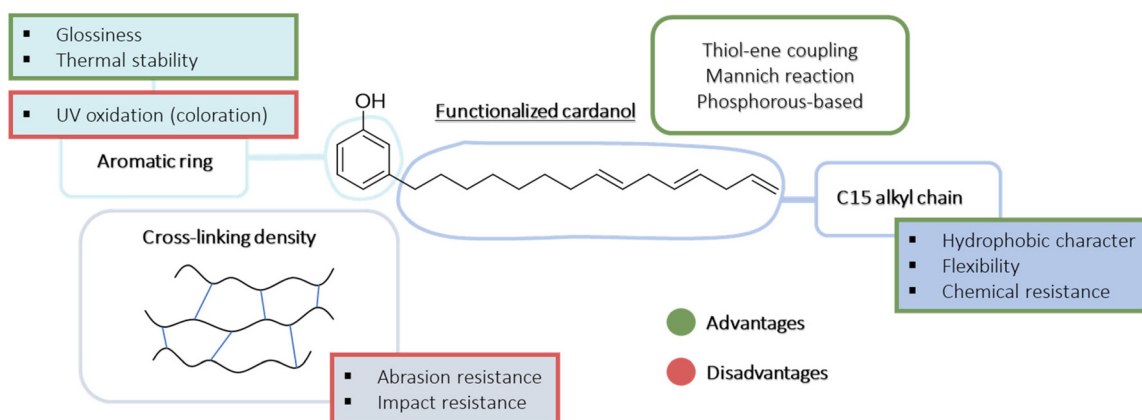 Glossiness
Thermal stability
UV oxidation (coloration)
Aromatic ring
OH
Functionalized cardanol
Thiol-ene coupling
Mannich reaction
Phosphorous-based
C15 alkyl chain
Hydrophobic character
Flexibility
Chemical resistance
Cross-linking density
Abrasion resistance
Impact resistance
Advantages
Disadvantages